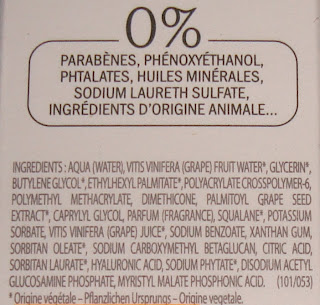 0%
PARABÈNES, PHÉNOXYÉTHANOL,
PHTALATES, HUILES MINÉRALES,
SODIUM LAURETH SULFATE,
INGRÉDIENTS D'ORIGINE ANIMALE...
INGREDIENTS : AQUA (WATER), VITIS VINIFERA (GRAPE) FRUIT WATER*, GLYCERIN*,
BUTYLENE GLYCOL*, ETHYLHEXYL PALMITATE*, POLYACRYLATE CROSSPOLYMER-6,
POLYMETHYL METHACRYLATE, DIMETHICONE, PALMITOYL GRAPE SEED
EXTRACT*, CAPRYLYL GLYCOL, PARFUM (FRAGRANCE), SQUALANE*, POTASSIUM
SORBATE, VITIS VINIFERA (GRAPE) JUICE*, SODIUM BENZOATE, XANTHAN GUM,
SORBITAN OLEATE*, SODIUM CARBOXYMETHYL BETAGLUCAN, CITRIC ACID,
SORBITAN LAURATE*, HYALURONIC ACID, SODIUM PHYTATE*, DISODIUM ACETYL
GLUCOSAMINE PHOSPHATE, MYRISTYL MALATE PHOSPHONIC ACID. (101/053)
* Origine végétale – Pflanzlichen Ursprungs - Origen vegetale.